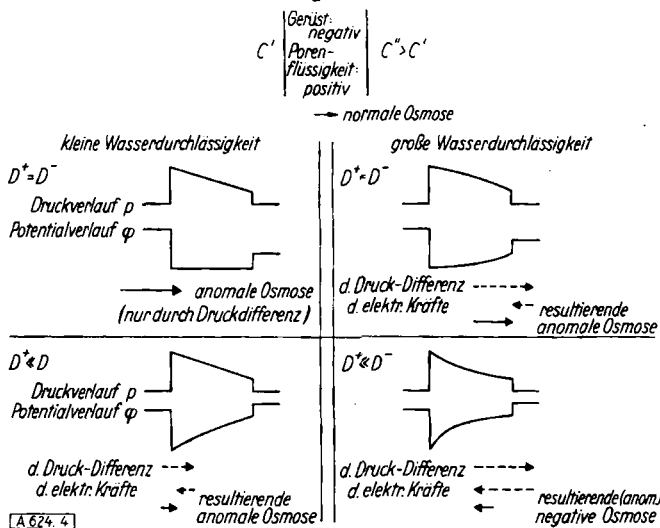 C' Gerüst: C''>C'
negativ
Poren-
flüssigkeit:
positiv
→ normale Osmose
kleine Wasserdurchlässigkeit
D⁺=D⁻
Druckverlauf p
Potentialverlauf φ
→ anomale Osmose
(nur durch Druckdifferenz)
große Wasserdurchlässigkeit
D⁺=D⁻
d. Druck-Differenz
d. elektr. Kräfte
resultierende
anomale Osmose
D⁺≪D
Druckverlauf p
Potentialverlauf φ
d. Druck-Differenz
d. elektr. Kräfte
resultierende
anomale Osmose
A 624. 4
D⁺≪D⁻
d. Druck-Differenz
d. elektr. Kräfte
resultierende (anom.)
negative Osmose